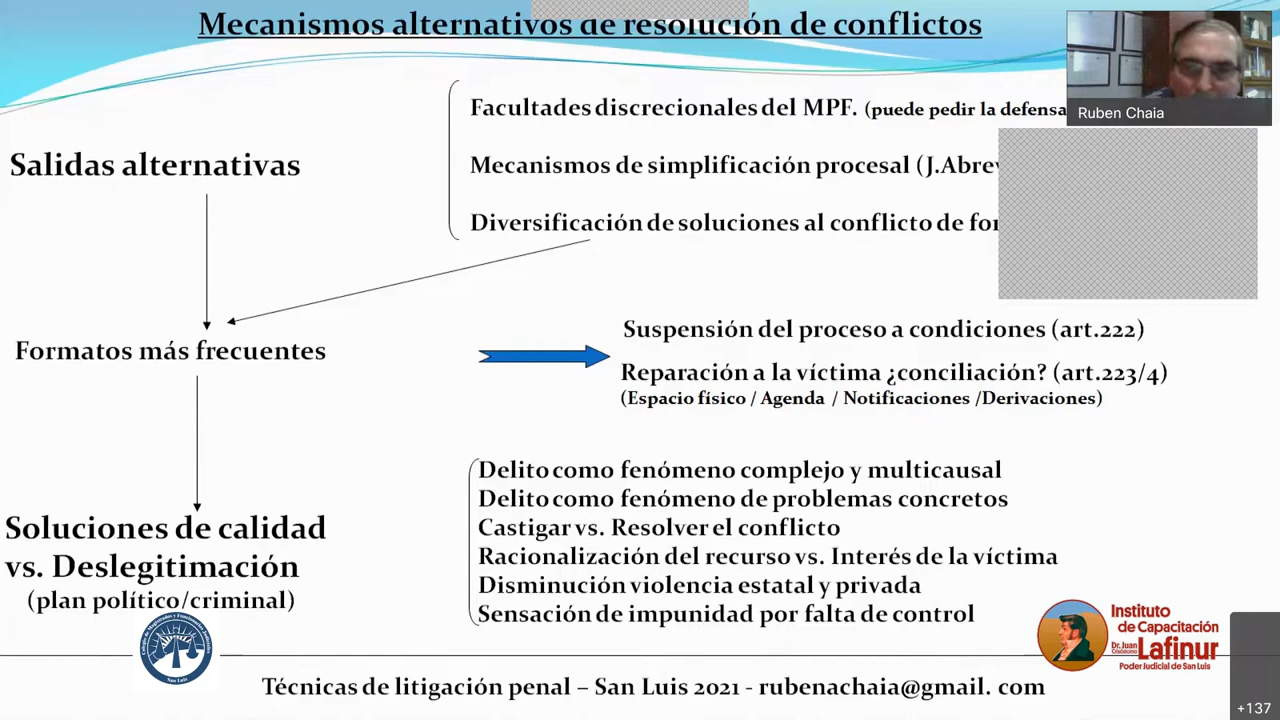 Mecanismos alternativos de resolución de conflictos
Ruben Chaia
Facultades discrecionales del MPF. (puede pedir la defensa
Salidas alternativas
Mecanismos de simplificación procesal (J.Abrev
Diversificación de soluciones al conflicto de for
Suspensión del proceso a condiciones (art.222)
Formatos más frecuentes
Reparación a la víctima ¿conciliación? (art.223/4)
(Espacio físico / Agenda / Notificaciones /Derivaciones)
Delito como fenómeno complejo y multicausal
Delito como fenómeno de problemas concretos
Castigar vs. Resolver el conflicto
Racionalización del recurso vs. Interés de la víctima
Disminución violencia estatal y privada
Sensación de impunidad por falta de control
Soluciones de calidad
vs. Deslegitimación
(plan político/criminal)
San Luis
Instituto
de Capacitación
Dr. Juan
Crisóstomo
Lafinur
Poder Judicial de San Luis
Técnicas de litigación penal – San Luis 2021 - rubenachaia@gmail. com
+137